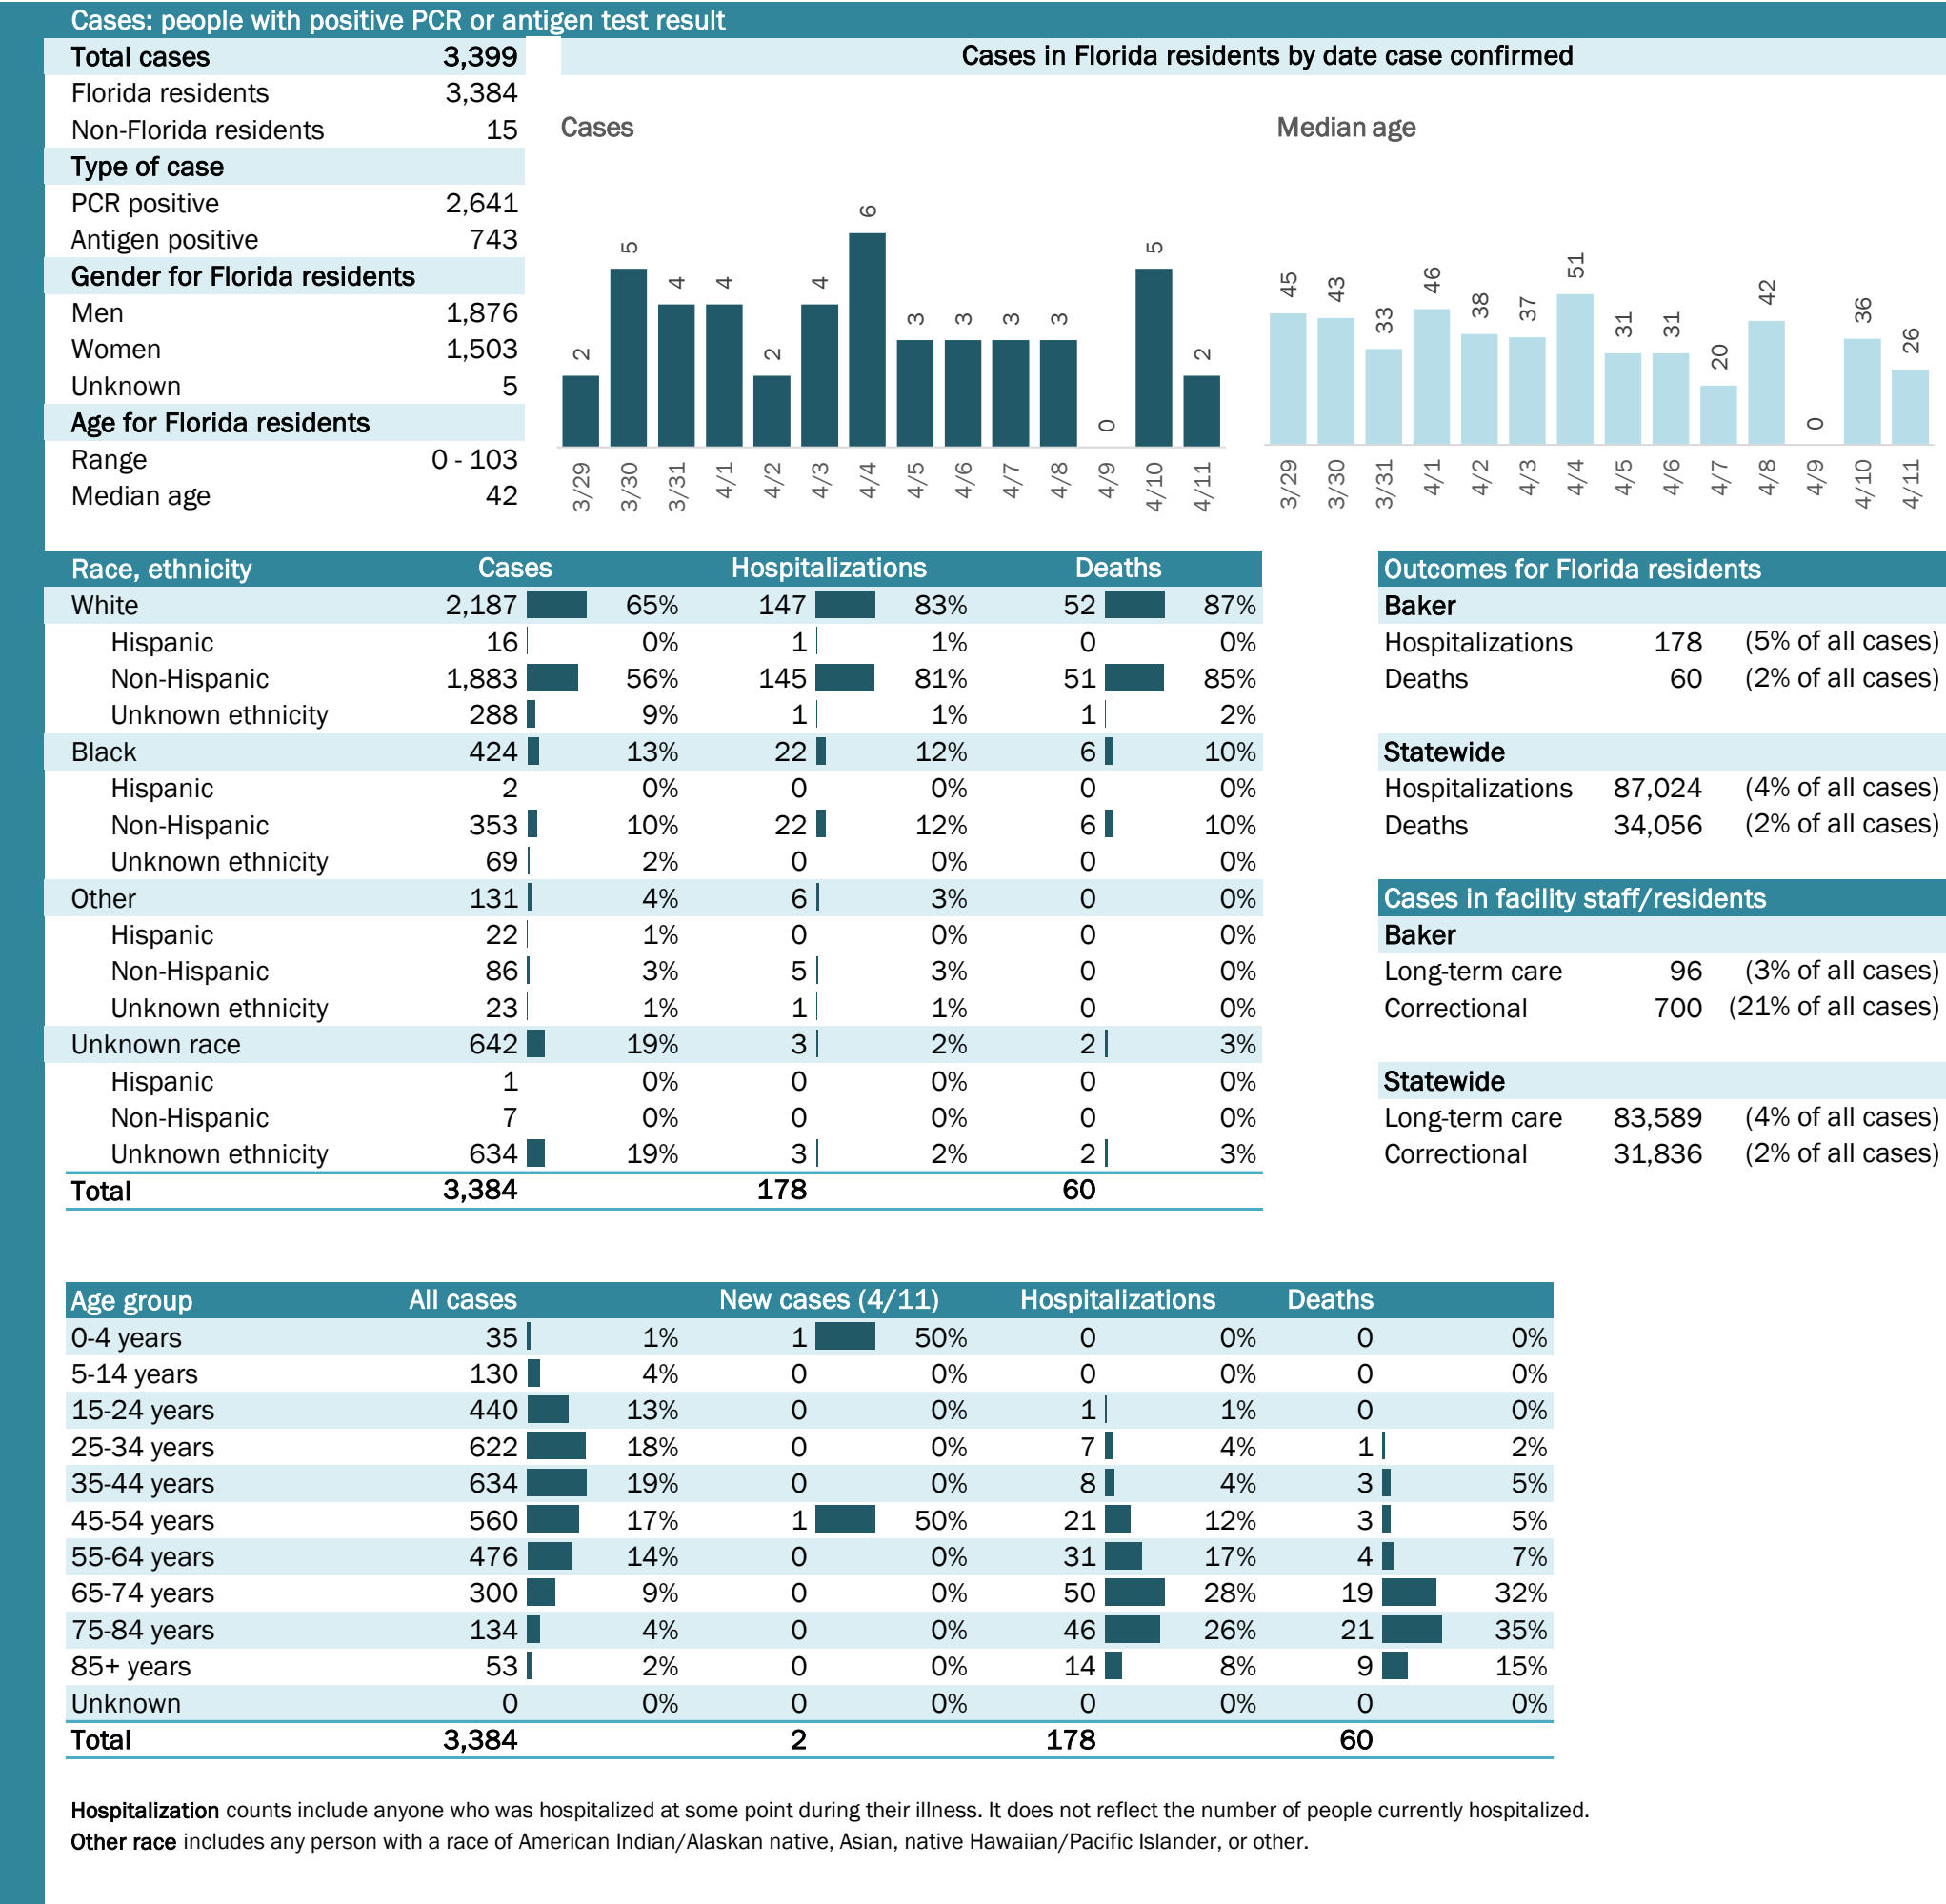 Cases: people with positive PCR or antigen test result
Total cases 3,399
Florida residents 3,384
Non-Florida residents 15
Type of case
PCR positive 2,641
Antigen positive 743
Gender for Florida residents
Men 1,876
Women 1,503
Unknown 5
Age for Florida residents
Range 0 - 103
Median age 42
Cases in Florida residents by date case confirmed
Cases
2 5 4 4 2 4 6 3 3 3 3 0 5 2
3/29 3/30 3/31 4/1 4/2 4/3 4/4 4/5 4/6 4/7 4/8 4/9 4/10 4/11
Median age
45 43 33 46 38 37 51 31 31 20 42 0 36 26
3/29 3/30 3/31 4/1 4/2 4/3 4/4 4/5 4/6 4/7 4/8 4/9 4/10 4/11
Race, ethnicity Cases Hospitalizations Deaths
White 2,187 65% 147 83% 52 87%
Hispanic 16 0% 1 1% 0 0%
Non-Hispanic 1,883 56% 145 81% 51 85%
Unknown ethnicity 288 9% 1 1% 1 2%
Black 424 13% 22 12% 6 10%
Hispanic 2 0% 0 0% 0 0%
Non-Hispanic 353 10% 22 12% 6 10%
Unknown ethnicity 69 2% 0 0% 0 0%
Other 131 4% 6 3% 0 0%
Hispanic 22 1% 0 0% 0 0%
Non-Hispanic 86 3% 5 3% 0 0%
Unknown ethnicity 23 1% 1 1% 0 0%
Unknown race 642 19% 3 2% 2 3%
Hispanic 1 0% 0 0% 0 0%
Non-Hispanic 7 0% 0 0% 0 0%
Unknown ethnicity 634 19% 3 2% 2 3%
Total 3,384 178 60
Outcomes for Florida residents
Baker
Hospitalizations 178 (5% of all cases)
Deaths 60 (2% of all cases)
Statewide
Hospitalizations 87,024 (4% of all cases)
Deaths 34,056 (2% of all cases)
Cases in facility staff/residents
Baker
Long-term care 96 (3% of all cases)
Correctional 700 (21% of all cases)
Statewide
Long-term care 83,589 (4% of all cases)
Correctional 31,836 (2% of all cases)
Age group All cases New cases (4/11) Hospitalizations Deaths
0-4 years 35 1% 1 50% 0 0% 0 0%
5-14 years 130 4% 0 0% 0 0% 0 0%
15-24 years 440 13% 0 0% 1 1% 0 0%
25-34 years 622 18% 0 0% 7 4% 1 2%
35-44 years 634 19% 0 0% 8 4% 3 5%
45-54 years 560 17% 1 50% 21 12% 3 5%
55-64 years 476 14% 0 0% 31 17% 4 7%
65-74 years 300 9% 0 0% 50 28% 19 32%
75-84 years 134 4% 0 0% 46 26% 21 35%
85+ years 53 2% 0 0% 14 8% 9 15%
Unknown 0 0% 0 0% 0 0% 0 0%
Total 3,384 2 178 60
Hospitalization counts include anyone who was hospitalized at some point during their illness. It does not reflect the number of people currently hospitalized.
Other race includes any person with a race of American Indian/Alaskan native, Asian, native Hawaiian/Pacific Islander, or other.